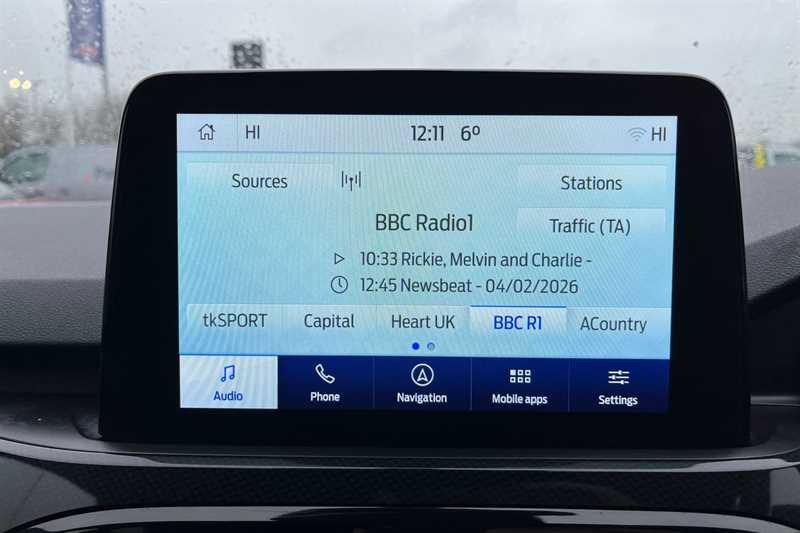 HI 12:11 6º HI
Sources Stations
BBC Radio1 Traffic (TA)
10:33 Rickie, Melvin and Charlie -
12:45 Newsbeat - 04/02/2026
tkSPORT Capital Heart UK BBC R1 ACountry
Audio Phone Navigation Mobile apps Settings